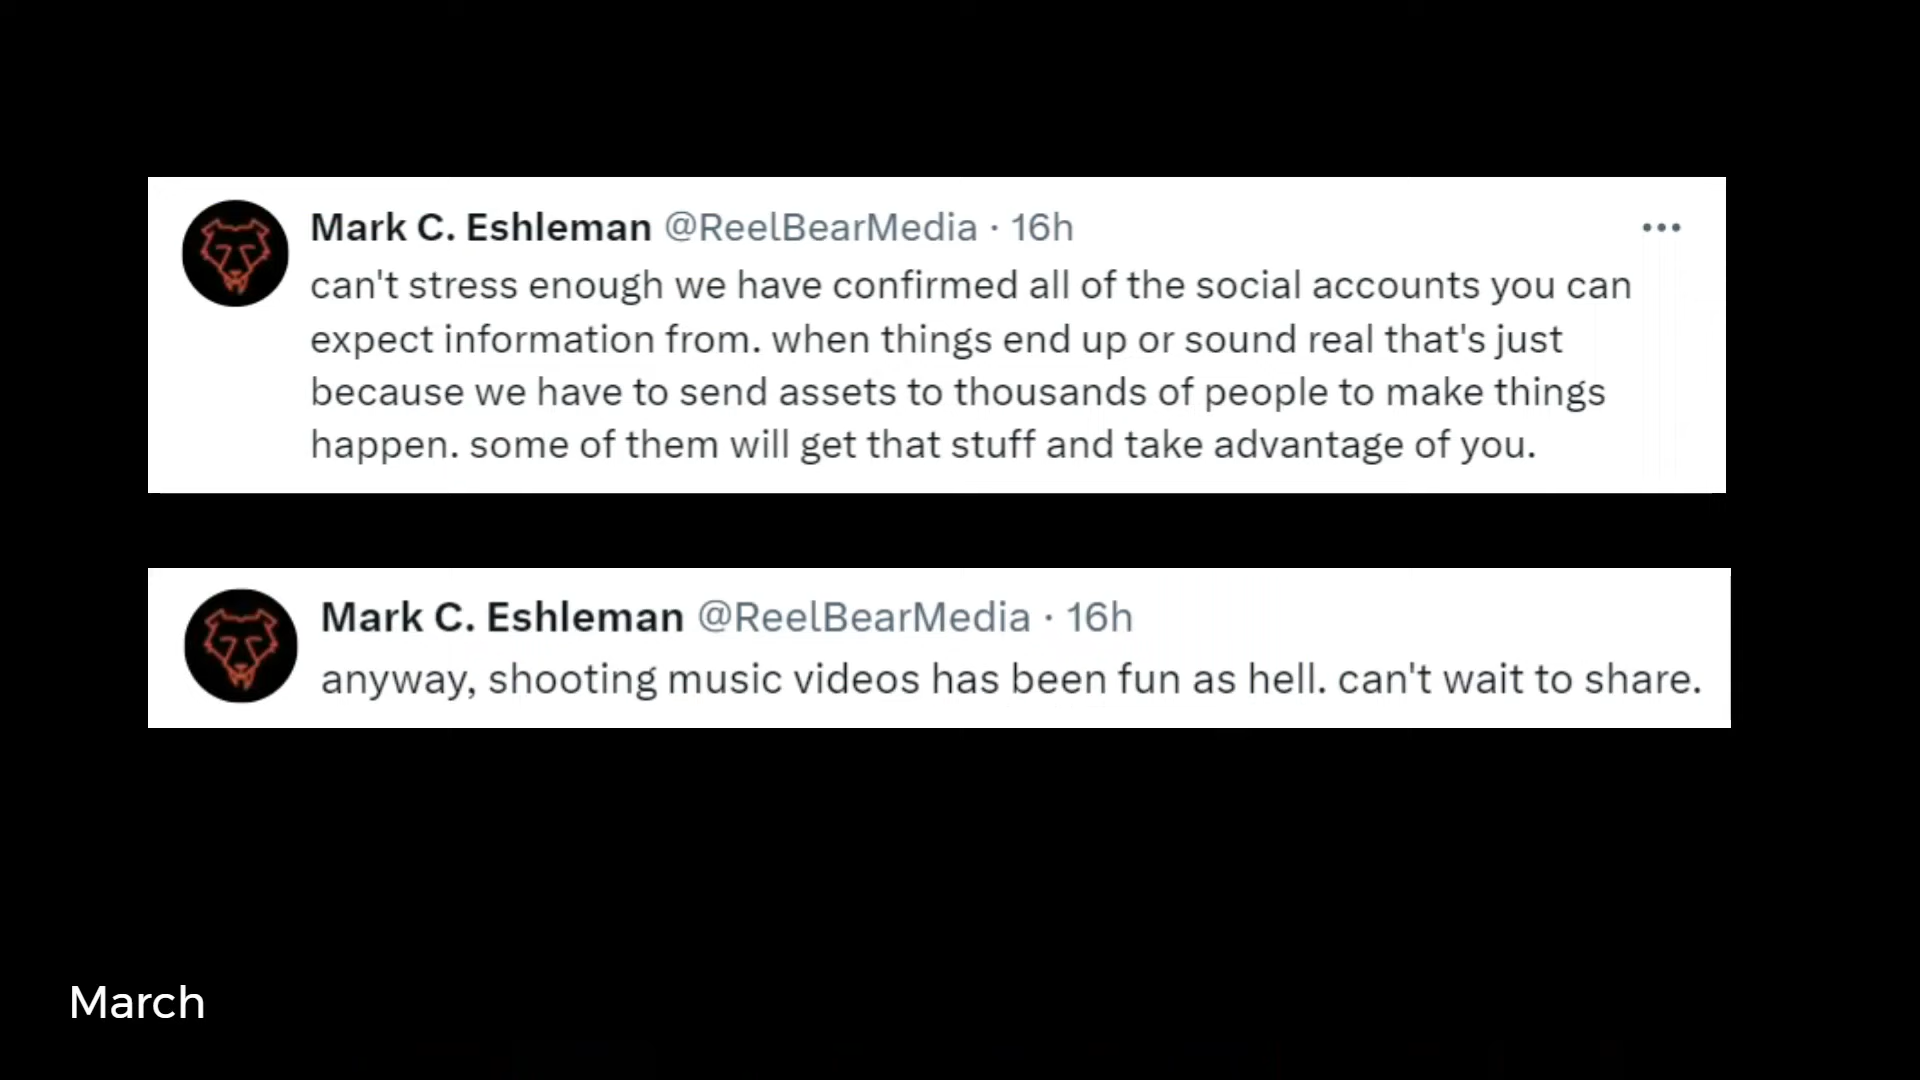 Mark C. Eshleman @ReelBearMedia · 16h
can't stress enough we have confirmed all of the social accounts you can
expect information from. when things end up or sound real that's just
because we have to send assets to thousands of people to make things
happen. some of them will get that stuff and take advantage of you.
Mark C. Eshleman @ReelBearMedia · 16h
anyway, shooting music videos has been fun as hell. can't wait to share.
March